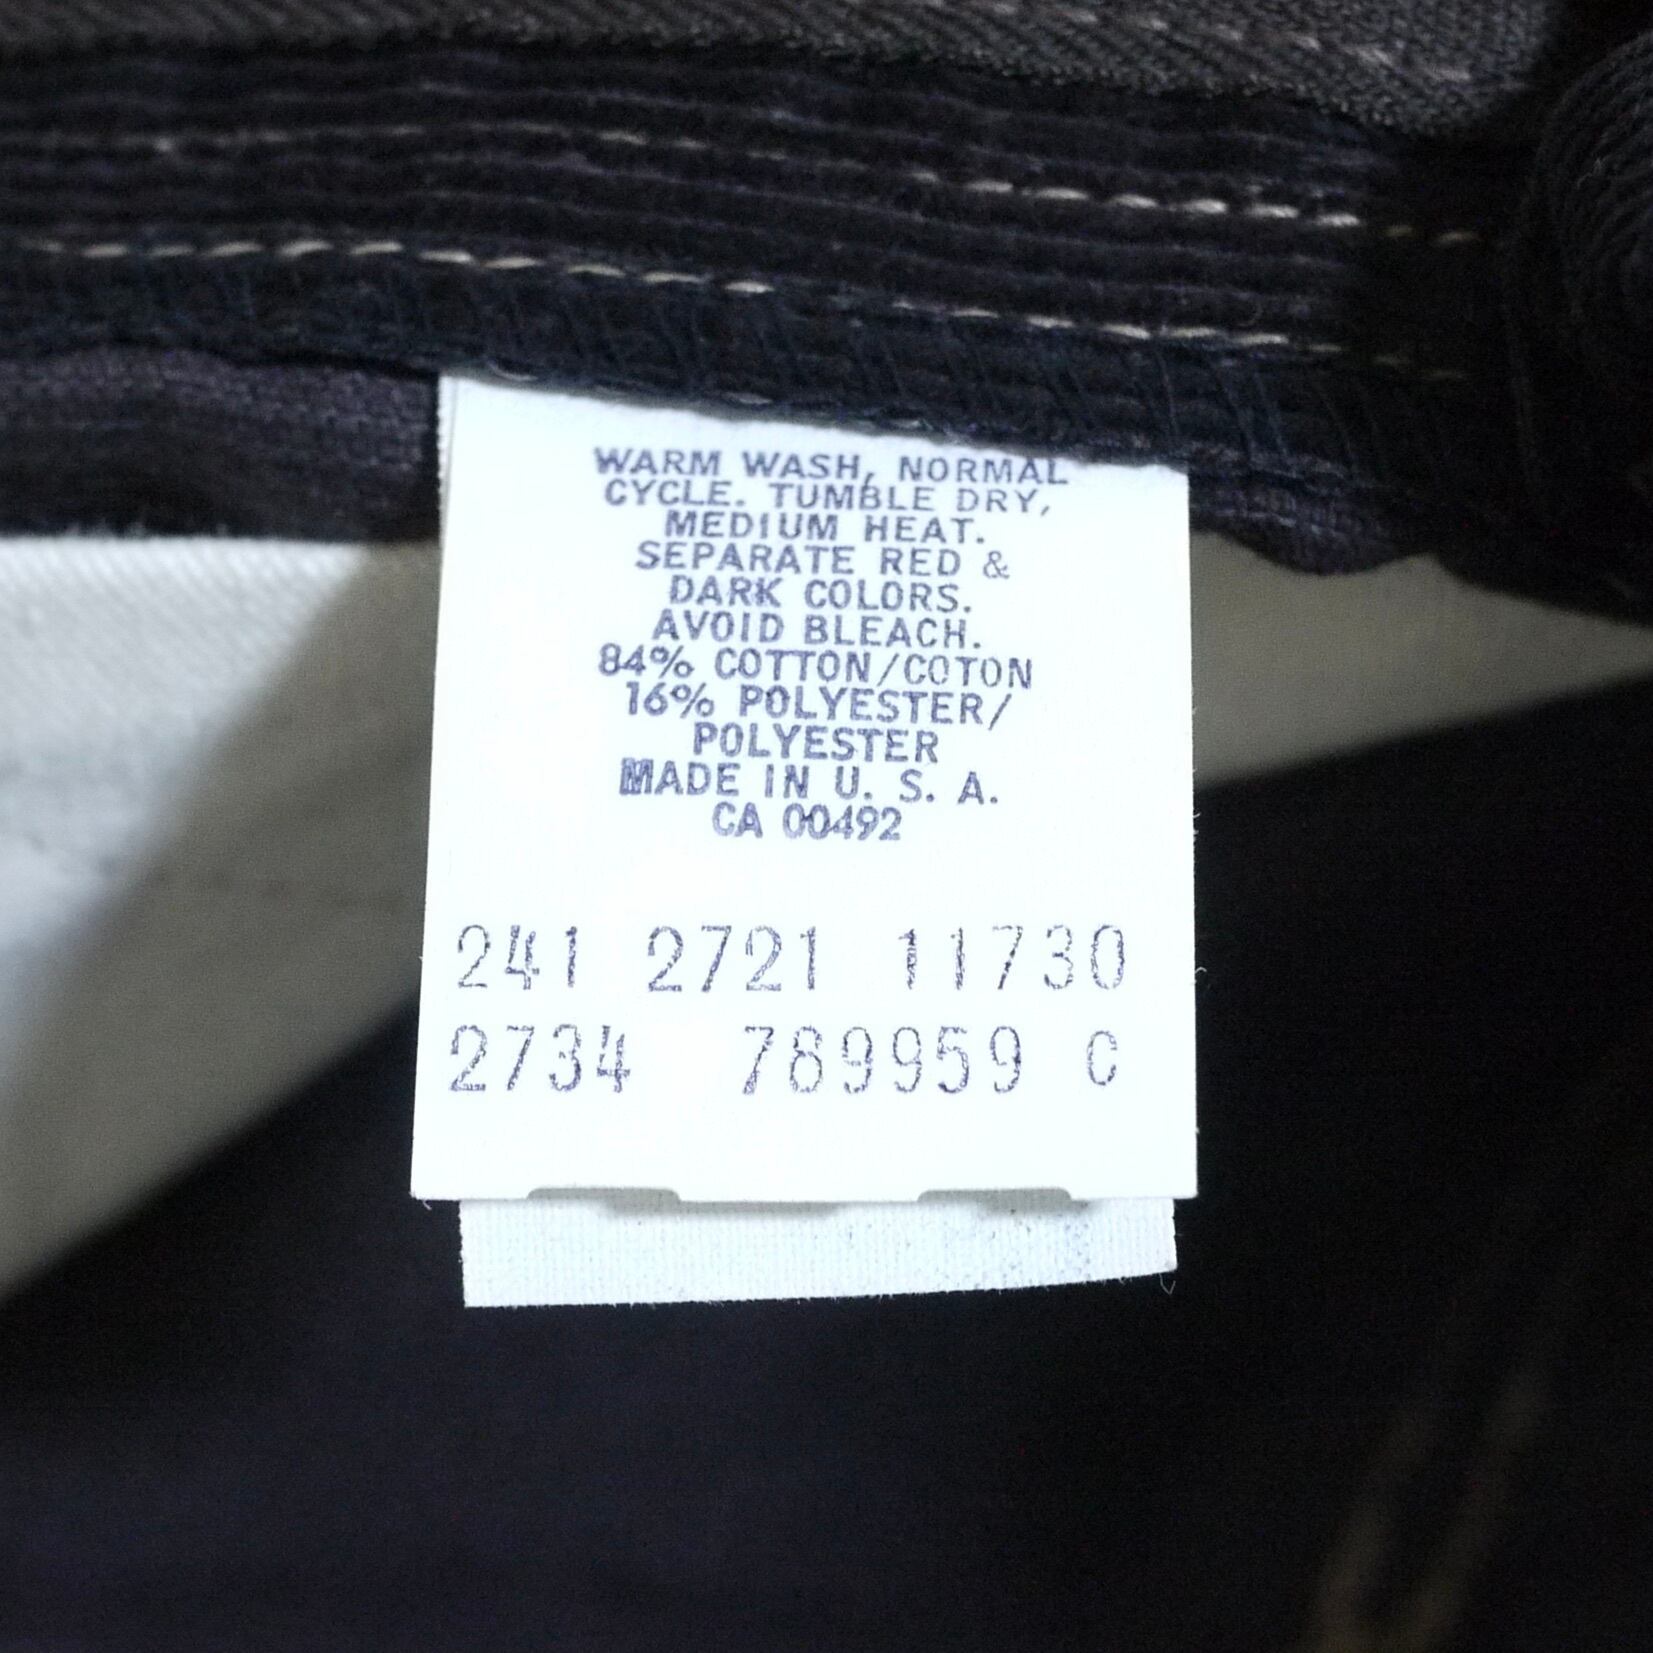 WARM WASH, NORMAL
CYCLE. TUMBLE DRY,
MEDIUM HEAT.
SEPARATE RED &
DARK COLORS.
AVOID BLEACH.
84% COTTON/COTON
16% POLYESTER/
POLYESTER
MADE IN U. S. A.
CA 00492
241 2721 11730
2734 789959 C